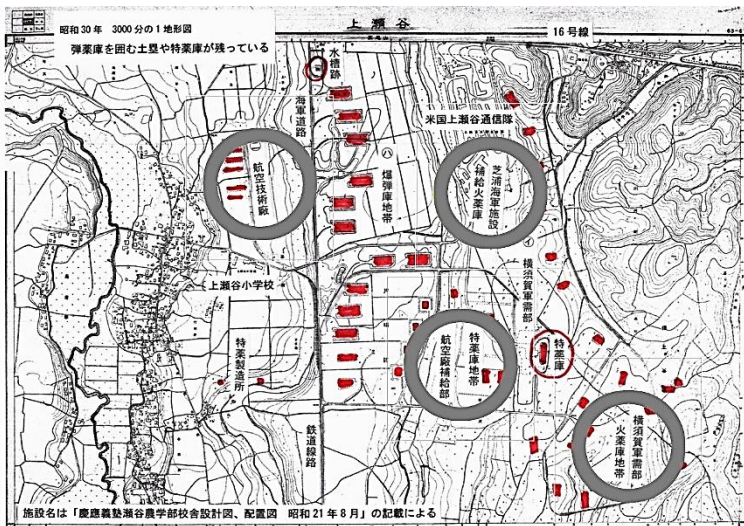 上瀬谷
昭和30年　3000分の1地形図
弾薬庫を囲む土塁や特薬庫が残っている
16号線
水槽跡
海軍道路
米国上瀬谷通信隊
航空技術廠
㋩爆弾庫地帯
芝浦海軍施設
補給火薬庫
㋑横須賀軍需部
上瀬谷小学校
特薬製造所
航空廠補給部
特薬庫地帯
特薬庫
横須賀軍需部
火薬庫地帯
鉄道線路
施設名は「慶應義塾瀬谷農学部校舎設計図、配置図　昭和21年8月」の記載による